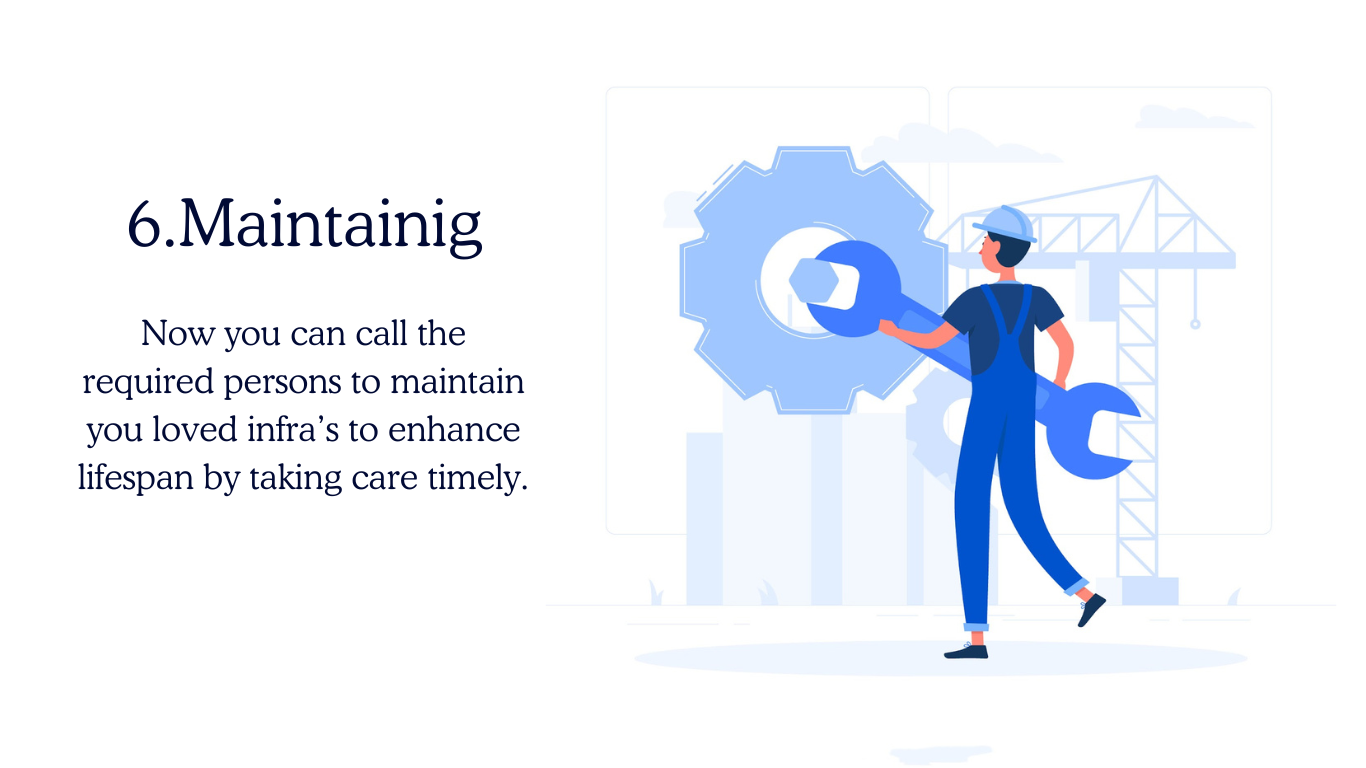 6.Maintainig
Now you can call the
required persons to maintain
you loved infra’s to enhance
lifespan by taking care timely.